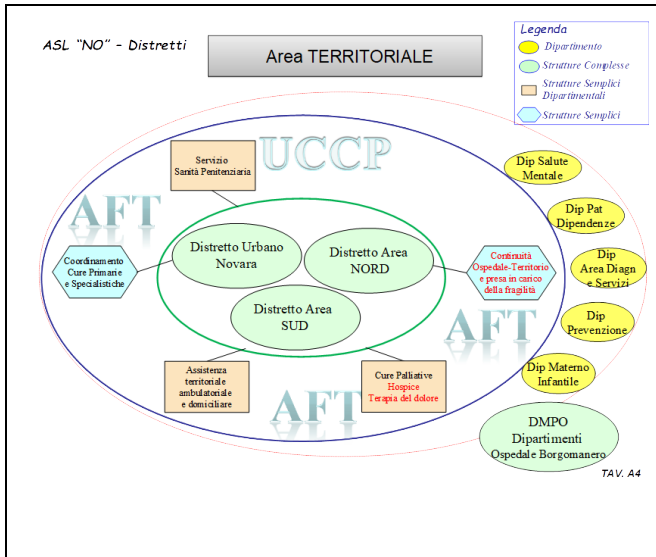 ASL "NO" - Distretti
Area TERRITORIALE
Legenda
Dipartimento
Strutture Complesse
Strutture Semplici
Dipartimentali
Strutture Semplici
UCCP
Servizio
Sanità Penitenziaria
AFT
Dip Salute
Mentale
Dip Pat
Dipendenze
Distretto Urbano
Novara
Distretto Area
NORD
Coordinamento
Cure Primarie
e Specialistiche
Continuità
Ospedale-Territorio
e presa in carico
della fragilità
Dip
Area Diagn
e Servizi
Distretto Area
SUD
AFT
Dip
Prevenzione
Assistenza
territoriale
ambulatoriale
e domiciliare
Cure Palliative
Hospice
Terapia del dolore
AFT
Dip Materno
Infantile
DMPO
Dipartimenti
Ospedale Borgomanero
TAV. A4